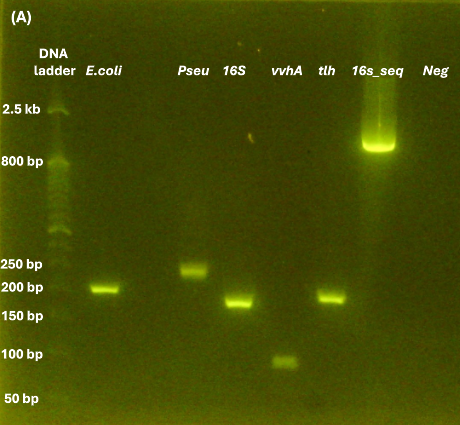 (A)
DNA
ladder E.coli Pseu 16S vvhA tlh 16s_seq Neg
2.5 kb
800 bp
250 bp
200 bp
150 bp
100 bp
50 bp